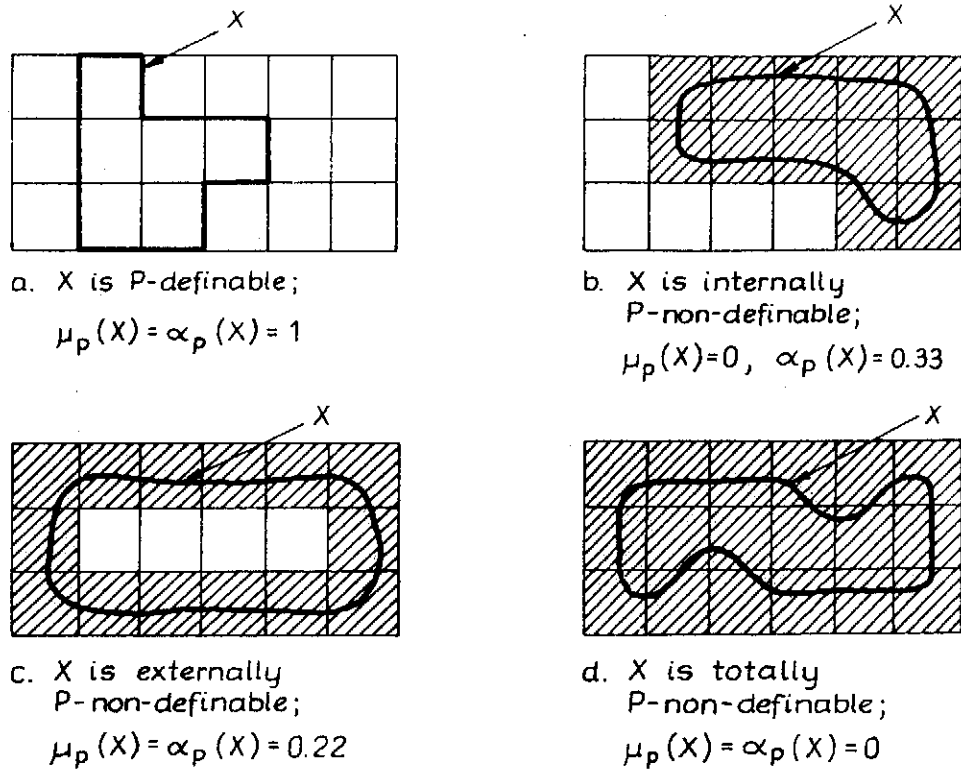 X
X
a. X is P-definable;
μp(X) = αp(X) = 1
b. X is internally
P-non-definable;
μp(X)=0, αp(X) = 0.33
X
X
c. X is externally
P-non-definable;
μp(X) = αp(X) = 0.22
d. X is totally
P-non-definable;
μp(X) = αp(X) = 0